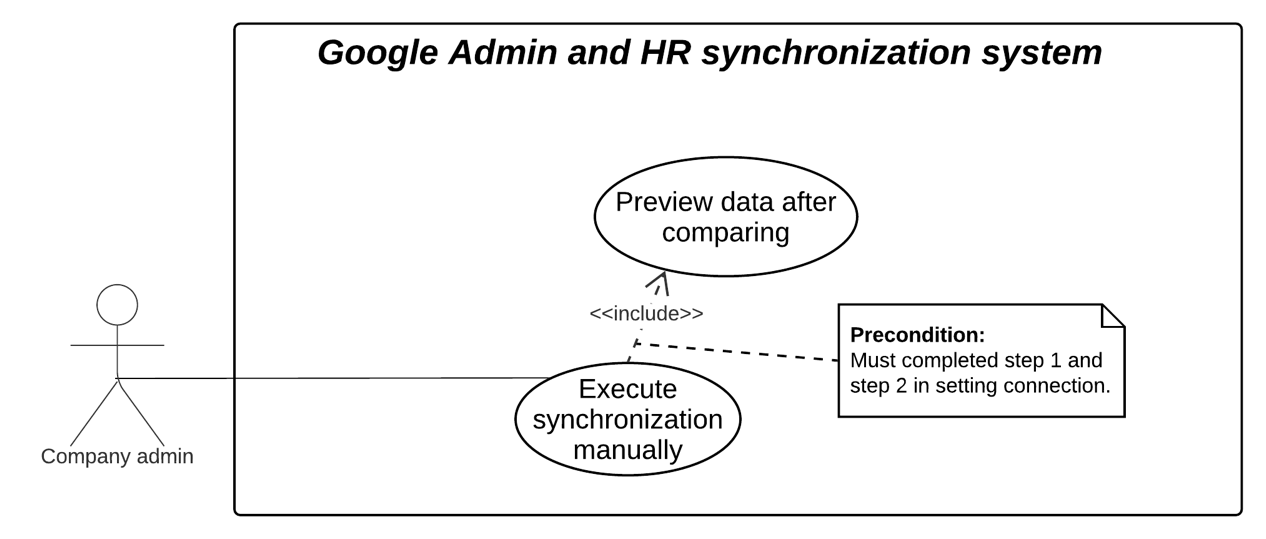 Google Admin and HR synchronization system
Preview data after
comparing
<<include>>
Precondition:
Must completed step 1 and
step 2 in setting connection.
Execute
synchronization
manually
Company admin